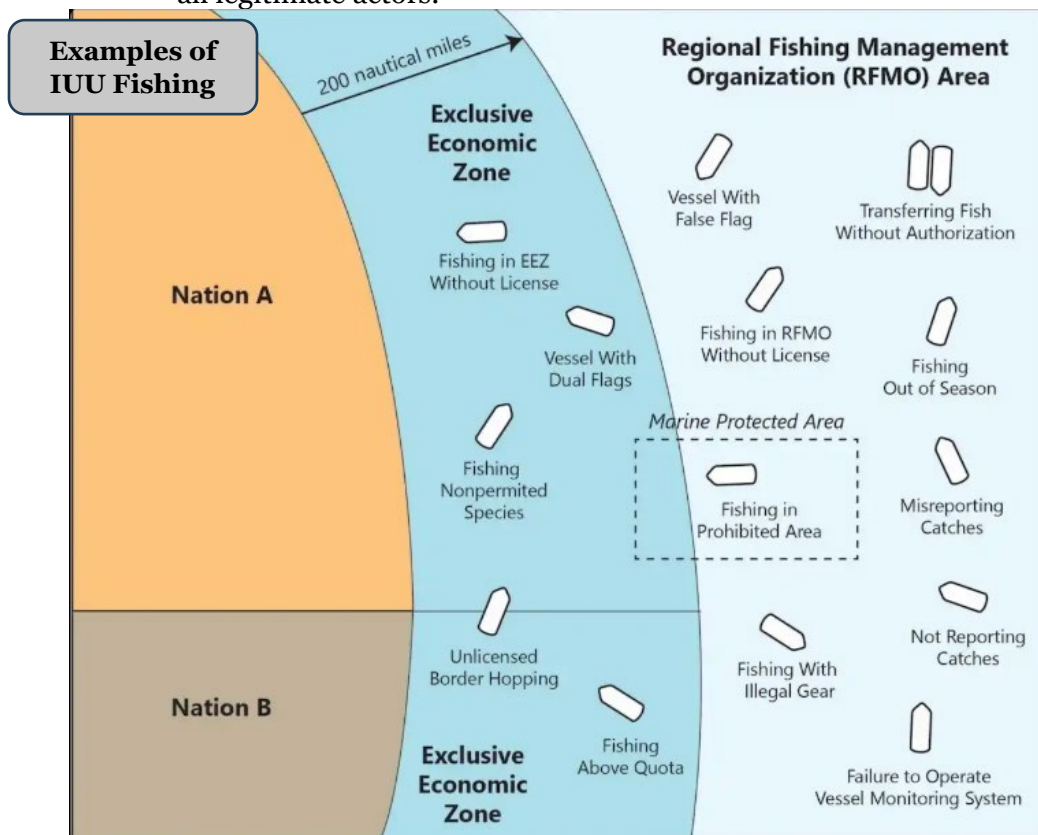 an legitimate actors.
Examples of
IUU Fishing
200 nautical miles
Exclusive
Economic
Zone
Regional Fishing Management
Organization (RFMO) Area
Vessel With
False Flag
Transferring Fish
Without Authorization
Fishing in EEZ
Without License
Nation A
Vessel With
Dual Flags
Fishing in RFMO
Without License
Fishing
Out of Season
Marine Protected Area
Fishing
Nonpermited
Species
Fishing in
Prohibited Area
Misreporting
Catches
Unlicensed
Border Hopping
Fishing With
Illegal Gear
Not Reporting
Catches
Nation B
Fishing
Above Quota
Exclusive
Economic
Zone
Failure to Operate
Vessel Monitoring System